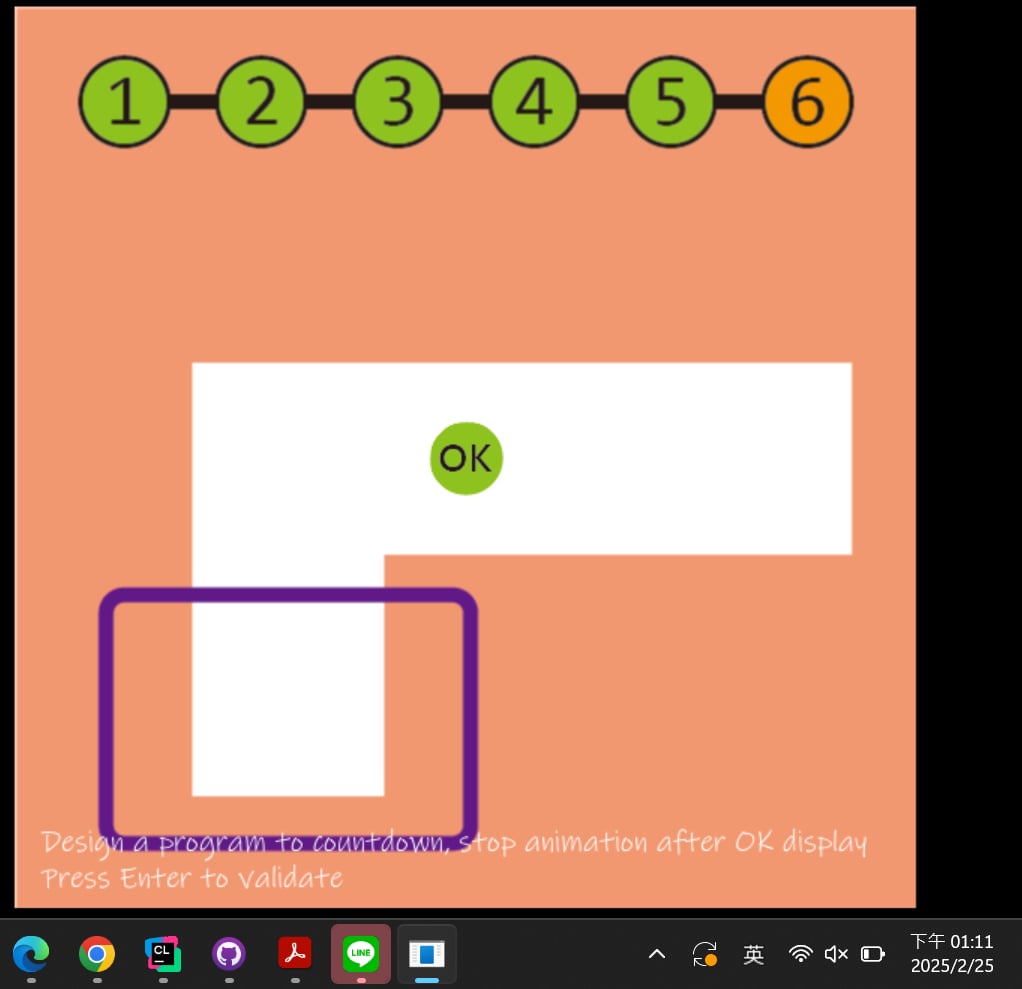 1 2 3 4 5 6
OK
Design a program to countdown, stop animation after OK display
Press Enter to validate
CL
LINE
英
下午 01:11
2025/2/25